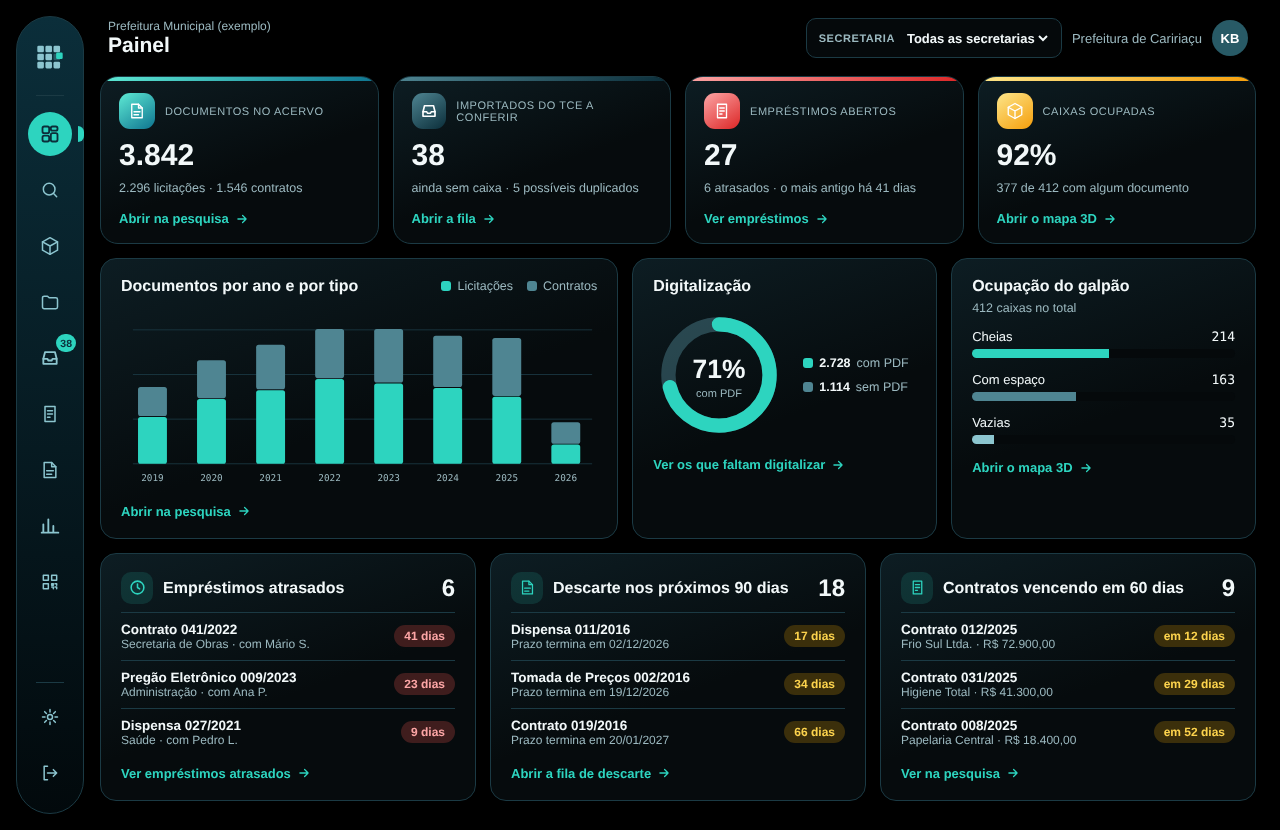 Prefeitura Municipal (exemplo)
Painel
SECRETARIA Todas as secretarias
Prefeitura de Caririaçu
KB
DOCUMENTOS NO ACERVO
3.842
2.296 licitações · 1.546 contratos
Abrir na pesquisa →
IMPORTADOS DO TCE A
CONFERIR
38
ainda sem caixa · 5 possíveis duplicados
Abrir a fila →
EMPRÉSTIMOS ABERTOS
27
6 atrasados · o mais antigo há 41 dias
Ver empréstimos →
CAIXAS OCUPADAS
92%
377 de 412 com algum documento
Abrir o mapa 3D →
38
Documentos por ano e por tipo
Licitações Contratos
2019 2020 2021 2022 2023 2024 2025 2026
Abrir na pesquisa →
Digitalização
71%
com PDF
2.728 com PDF
1.114 sem PDF
Ver os que faltam digitalizar →
Ocupação do galpão
412 caixas no total
Cheias 214
Com espaço 163
Vazias 35
Abrir o mapa 3D →
Empréstimos atrasados 6
Contrato 041/2022
Secretaria de Obras · com Mário S.
41 dias
Pregão Eletrônico 009/2023
Administração · com Ana P.
23 dias
Dispensa 027/2021
Saúde · com Pedro L.
9 dias
Ver empréstimos atrasados →
Descarte nos próximos 90 dias 18
Dispensa 011/2016
Prazo termina em 02/12/2026
17 dias
Tomada de Preços 002/2016
Prazo termina em 19/12/2026
34 dias
Contrato 019/2016
Prazo termina em 20/01/2027
66 dias
Abrir a fila de descarte →
Contratos vencendo em 60 dias 9
Contrato 012/2025
Frio Sul Ltda. · R$ 72.900,00
em 12 dias
Contrato 031/2025
Higiene Total · R$ 41.300,00
em 29 dias
Contrato 008/2025
Papelaria Central · R$ 18.400,00
em 52 dias
Ver na pesquisa →